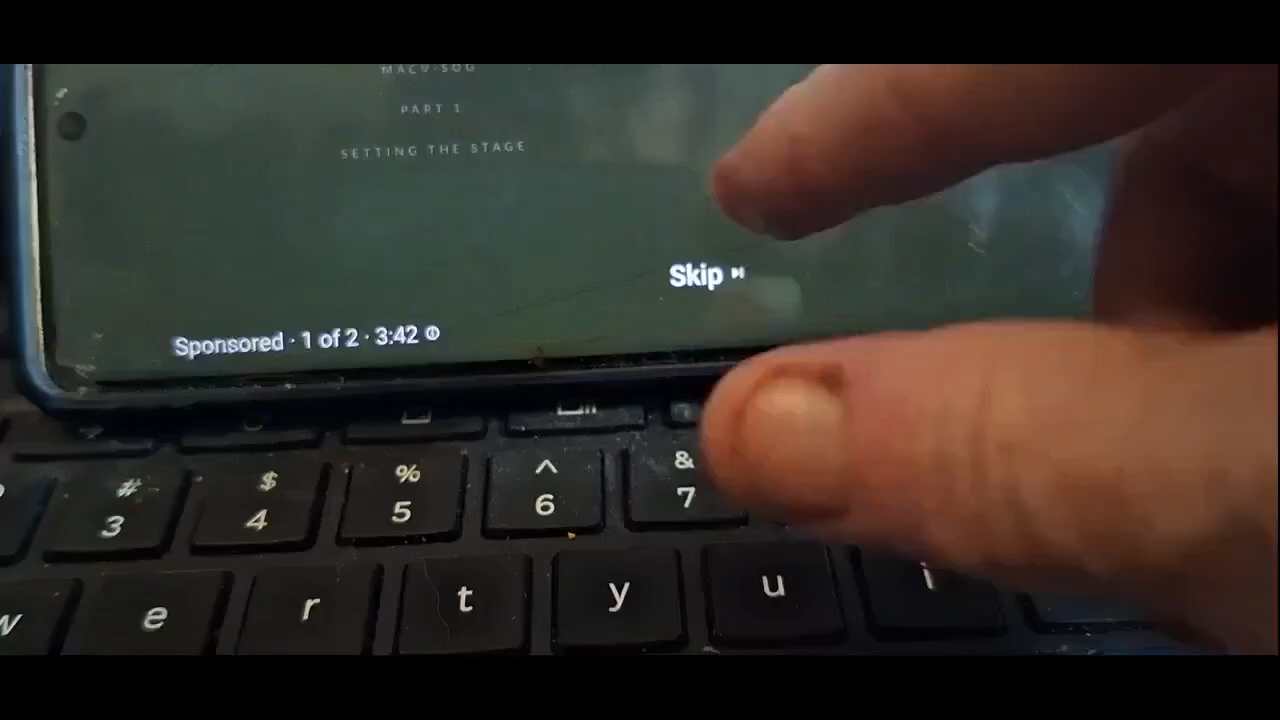 MACV-SOG
PART 1
SETTING THE STAGE
Skip
Sponsored · 1 of 2 · 3:42
# $ % ^ &
3 4 5 6 7
w e r t y u i